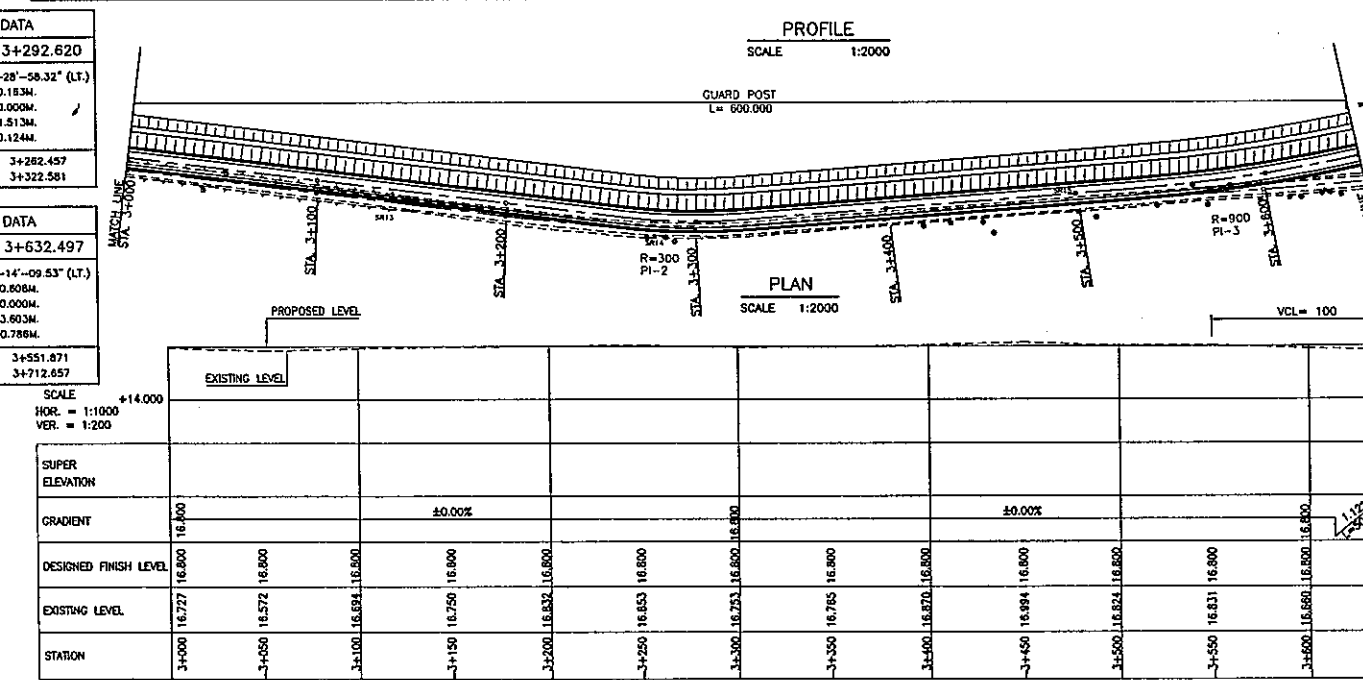 DATA
3+292.620
-28'-58.32" (LT.)
0.163M.
0.000M.
1.513M.
0.124M.
3+262.457
3+322.581
DATA
3+632.497
-14'-09.53" (LT.)
0.608M.
0.000M.
3.603M.
0.786M.
3+551.871
3+712.657
PROFILE
SCALE 1:2000
GUARD POST
L= 600.000
MATCH LINE
STA. 3+000
SR13
STA. 3+100
STA. 3+200
SR14
R=300
PI-2
STA. 3+300
STA. 3+400
SR15
STA. 3+500
R=900
PI-3
STA. 3+600
PLAN
SCALE 1:2000
PROPOSED LEVEL
VCL= 100
EXISTING LEVEL
SCALE
HOR. = 1:1000
VER. = 1:200
+14.000
SUPER
ELEVATION
GRADIENT 16.800 ±0.00% 16.800 ±0.00% 16.800
DESIGNED FINISH LEVEL 16.800 16.800 16.800 16.800 16.800 16.800 16.800 16.800 16.800 16.800 16.800 16.800 16.800
EXISTING LEVEL 16.727 16.572 16.694 16.750 16.832 16.853 16.753 16.765 16.870 16.994 16.824 16.831 16.860
STATION 3+000 3+050 3+100 3+150 3+200 3+250 3+300 3+350 3+400 3+450 3+500 3+550 3+600